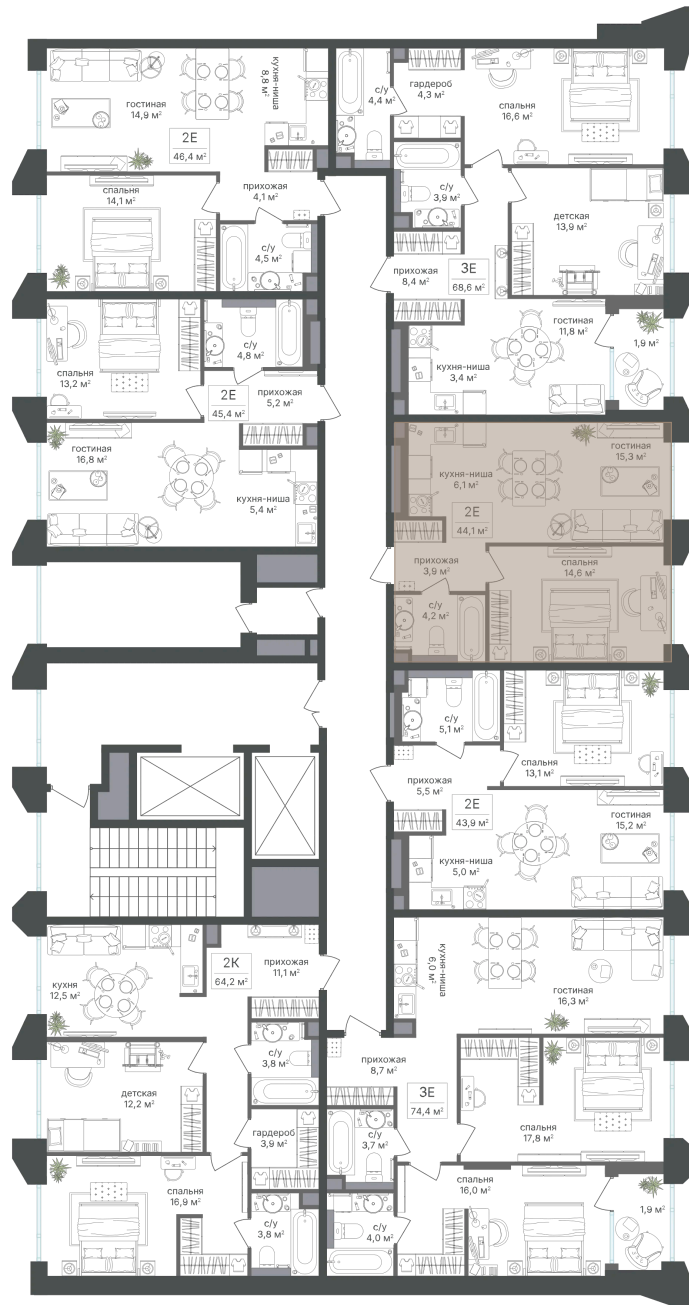 гостиная
14,9 м²
кухня-ниша
8,8 м²
2Е
46,4 м²
спальня
14,1 м²
прихожая
4,1 м²
с/у
4,5 м²
с/у
4,4 м²
гардероб
4,3 м²
спальня
16,6 м²
с/у
3,9 м²
детская
13,9 м²
прихожая
8,4 м²
3Е
68,6 м²
гостиная
11,8 м²
1,9 м²
кухня-ниша
3,4 м²
спальня
13,2 м²
с/у
4,8 м²
2Е
45,4 м²
прихожая
5,2 м²
гостиная
16,8 м²
кухня-ниша
5,4 м²
гостиная
15,3 м²
кухня-ниша
6,1 м²
2Е
44,1 м²
прихожая
3,9 м²
спальня
14,6 м²
с/у
4,2 м²
с/у
5,1 м²
спальня
13,1 м²
прихожая
5,5 м²
2Е
43,9 м²
гостиная
15,2 м²
кухня-ниша
5,0 м²
кухня
12,5 м²
2К
64,2 м²
прихожая
11,1 м²
с/у
3,8 м²
детская
12,2 м²
гардероб
3,9 м²
спальня
16,9 м²
с/у
3,8 м²
кухня-ниша
6,0 м²
гостиная
16,3 м²
прихожая
8,7 м²
3Е
74,4 м²
спальня
17,8 м²
с/у
3,7 м²
спальня
16,0 м²
с/у
4,0 м²
1,9 м²